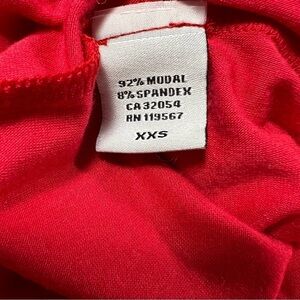 92% MODAL
8% SPANDEX
CA 32054
RN 119567
XXS